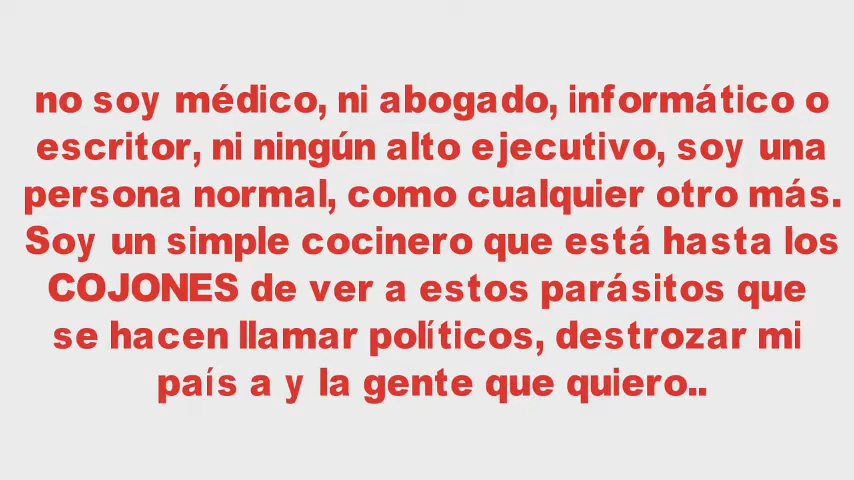 no soy médico, ni abogado, informático o
escritor, ni ningún alto ejecutivo, soy una
persona normal, como cualquier otro más.
Soy un simple cocinero que está hasta los
COJONES de ver a estos parásitos que
se hacen llamar políticos, destrozar mi
país a y la gente que quiero..